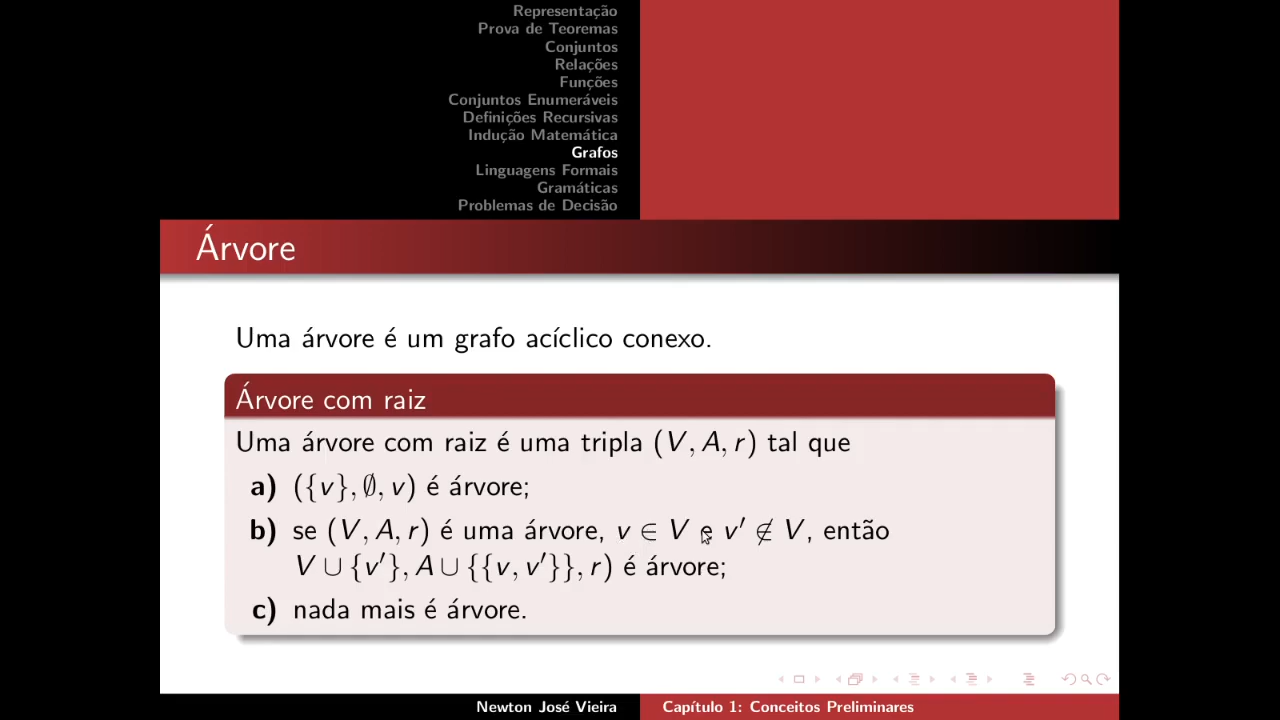 Representação
Prova de Teoremas
Conjuntos
Relações
Funções
Conjuntos Enumeráveis
Definições Recursivas
Indução Matemática
Grafos
Linguagens Formais
Gramáticas
Problemas de Decisão
Árvore
Uma árvore é um grafo acíclico conexo.
Árvore com raiz
Uma árvore com raiz é uma tripla (V, A, r) tal que
a) ({v}, ∅, v) é árvore;
b) se (V, A, r) é uma árvore, v ∈ V e v′ ∉ V, então
V ∪ {v′}, A ∪ {{v, v′}}, r) é árvore;
c) nada mais é árvore.
Newton José Vieira
Capítulo 1: Conceitos Preliminares